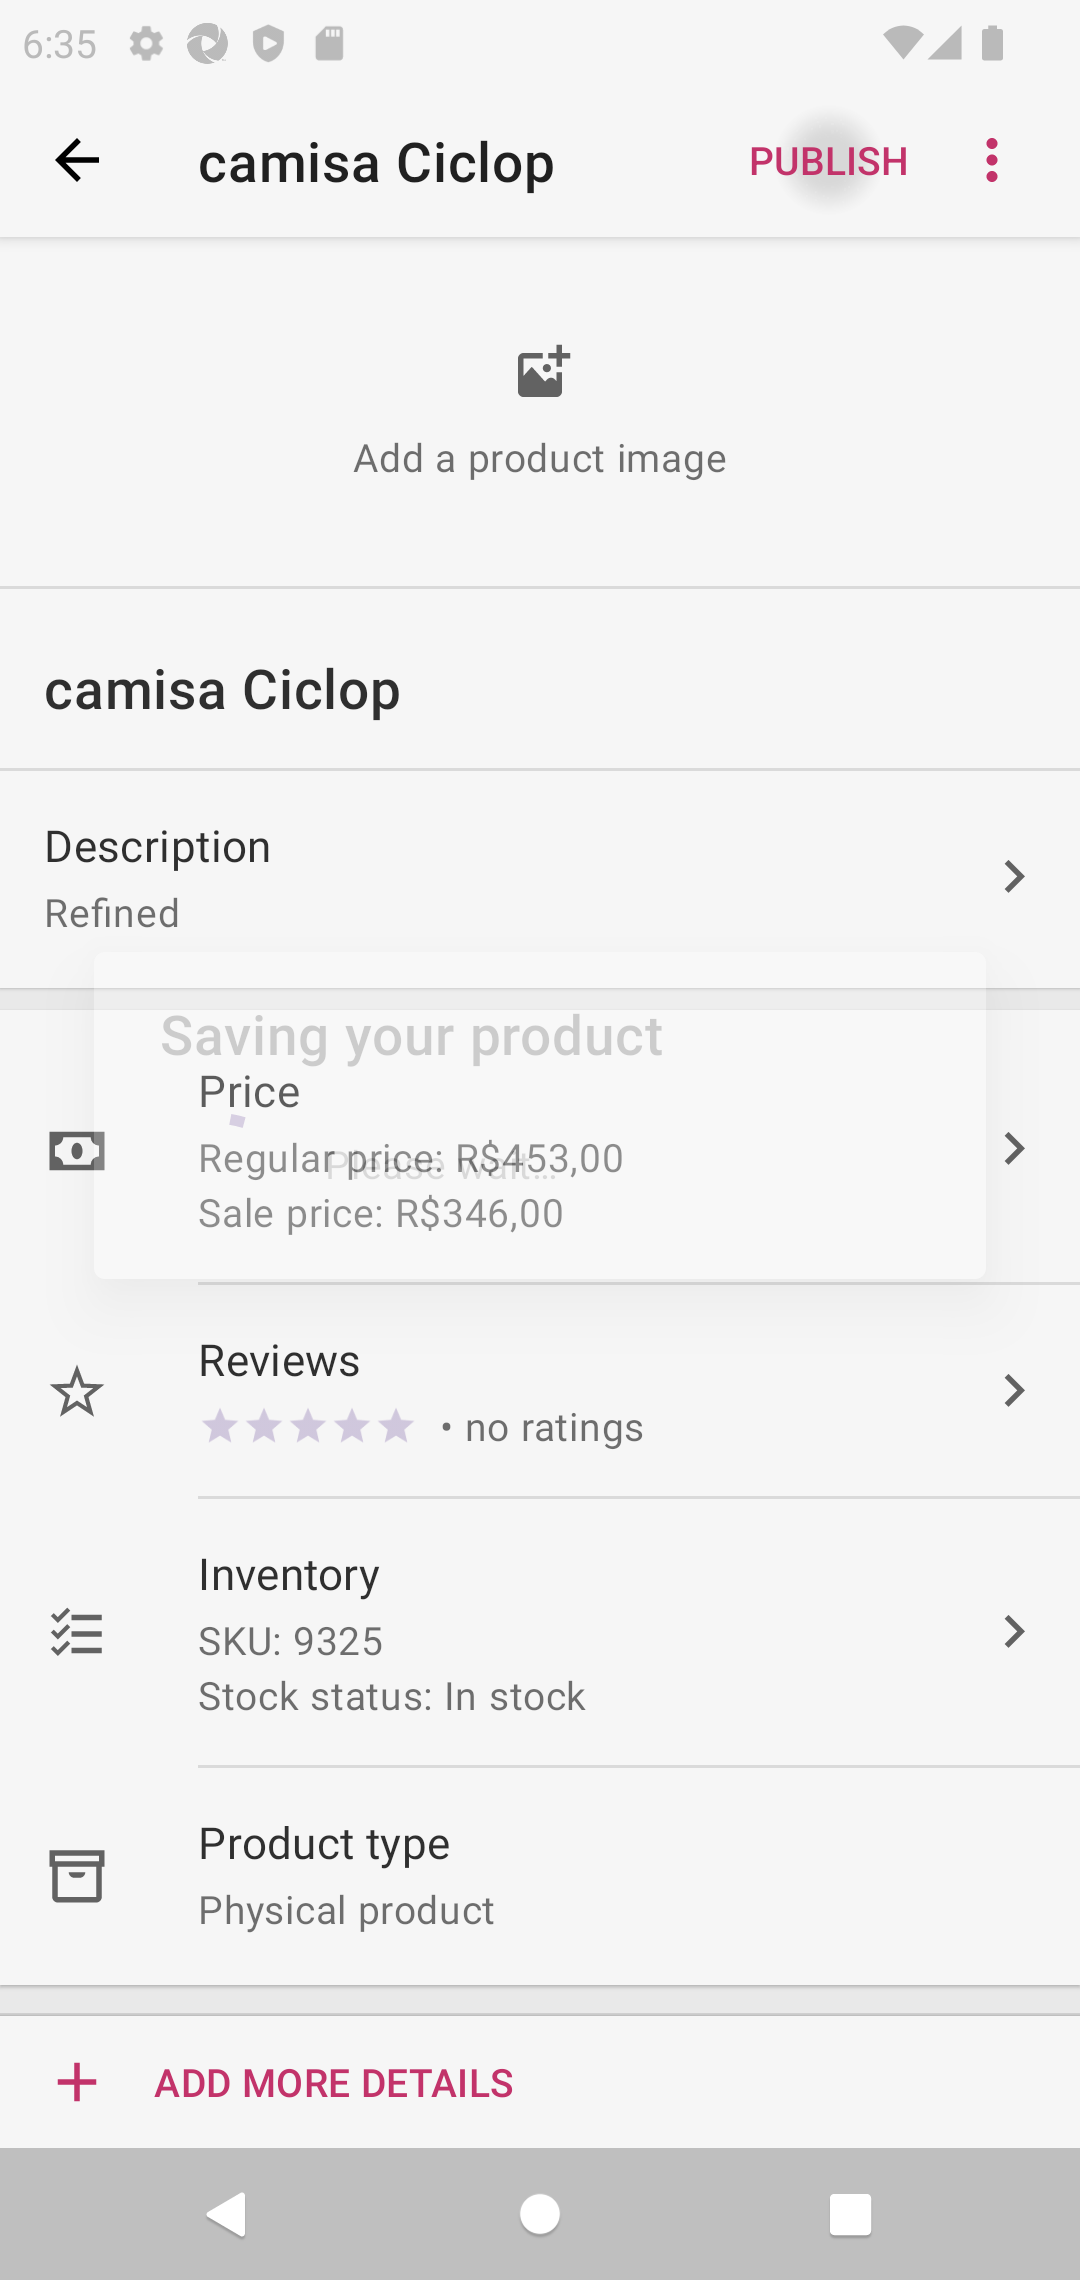 6:35
camisa Ciclop
PUBLISH
Add a product image
camisa Ciclop
Description
Refined
Saving your product
Price
Regular price: R$453,00
Please wait…
Sale price: R$346,00
Reviews
• no ratings
Inventory
SKU: 9325
Stock status: In stock
Product type
Physical product
ADD MORE DETAILS